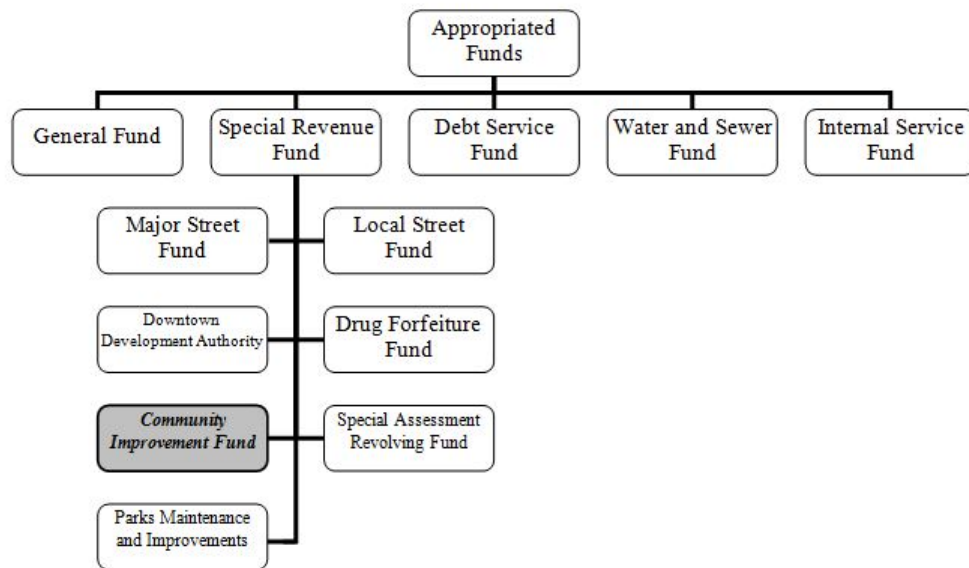 Appropriated
Funds
General Fund
Special Revenue
Fund
Debt Service
Fund
Water and Sewer
Fund
Internal Service
Fund
Major Street
Fund
Local Street
Fund
Downtown
Development Authority
Drug Forfeiture
Fund
Community
Improvement Fund
Special Assessment
Revolving Fund
Parks Maintenance
and Improvements